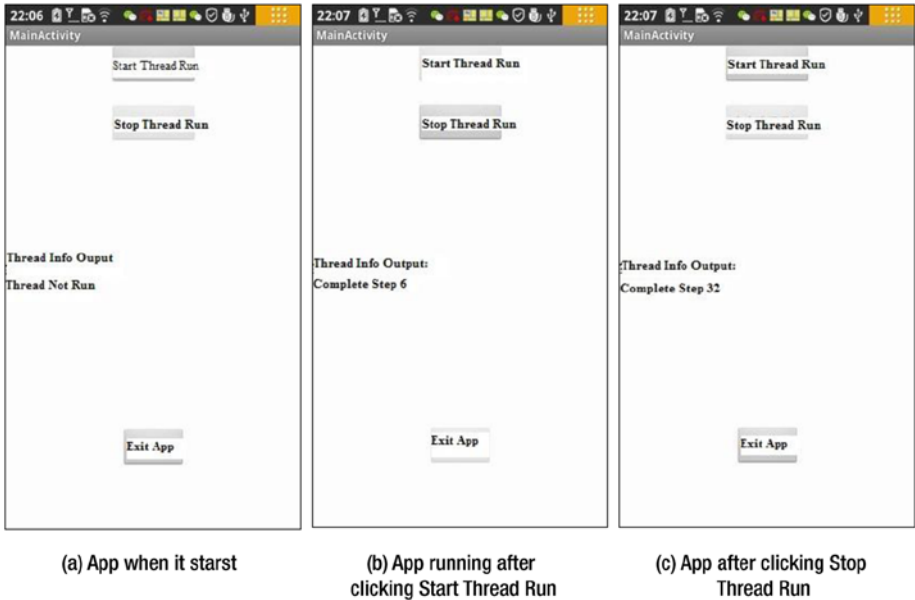 22:06
MainActivity
Start Thread Run
Stop Thread Run
Thread Info Ouput
Thread Not Run
Exit App
(a) App when it starst
22:07
MainActivity
Start Thread Run
Stop Thread Run
Thread Info Output:
Complete Step 6
Exit App
(b) App running after
clicking Start Thread Run
22:07
MainActivity
Start Thread Run
Stop Thread Run
Thread Info Output:
Complete Step 32
Exit App
(c) App after clicking Stop
Thread Run